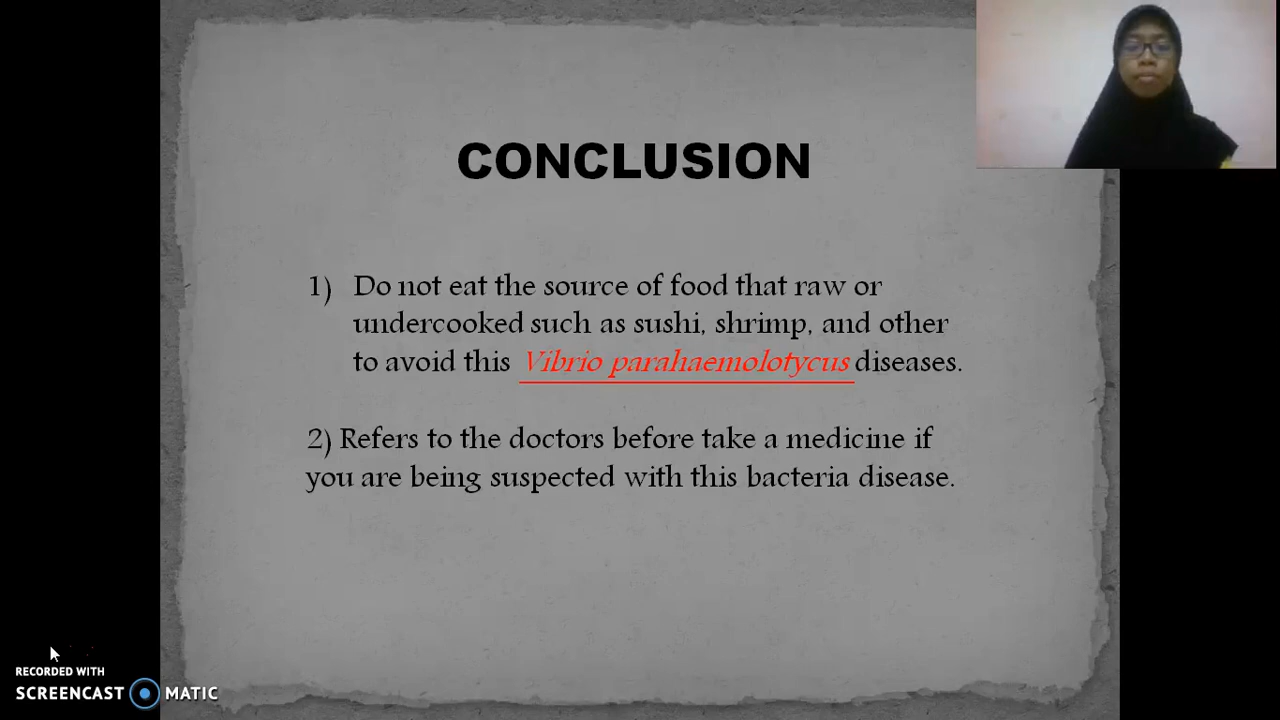 CONCLUSION
1) Do not eat the source of food that raw or
undercooked such as sushi, shrimp, and other
to avoid this Vibrio parahaemolotycus diseases.
2) Refers to the doctors before take a medicine if
you are being suspected with this bacteria disease.
RECORDED WITH
SCREENCAST MATIC